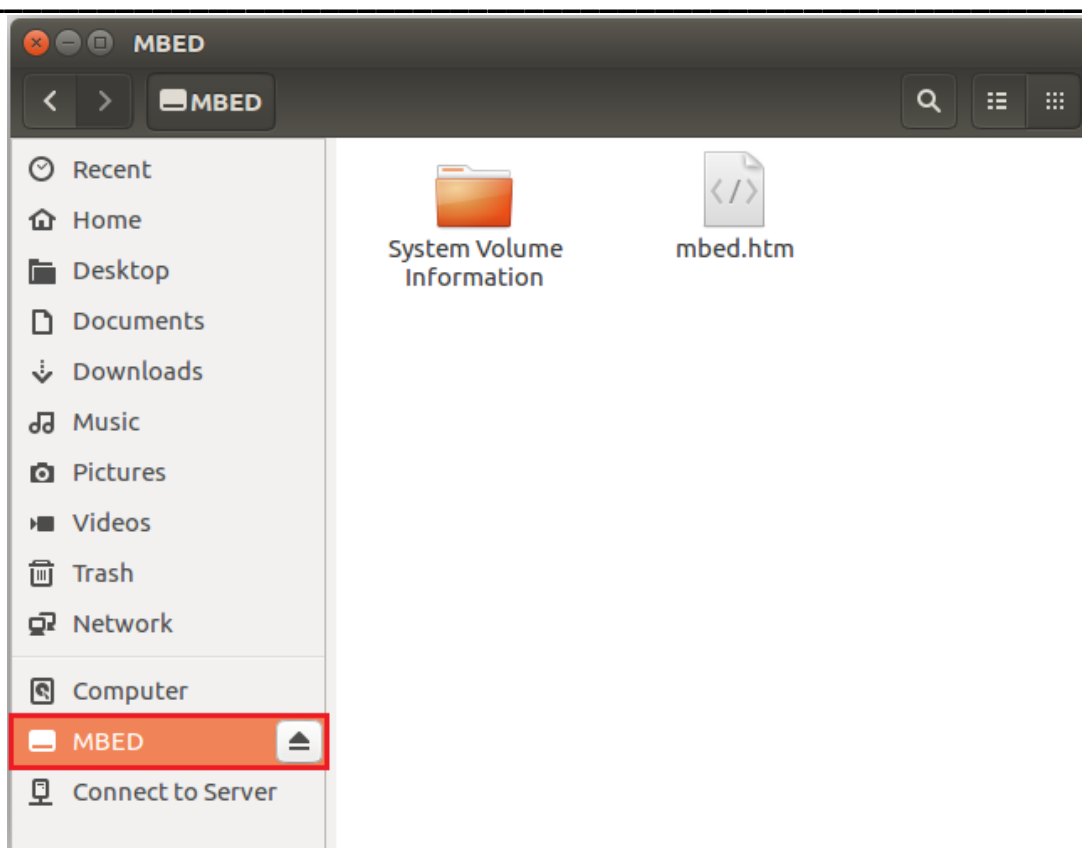 MBED
MBED
Recent
Home
Desktop
Documents
Downloads
Music
Pictures
Videos
Trash
Network
Computer
MBED
Connect to Server
System Volume
Information
mbed.htm